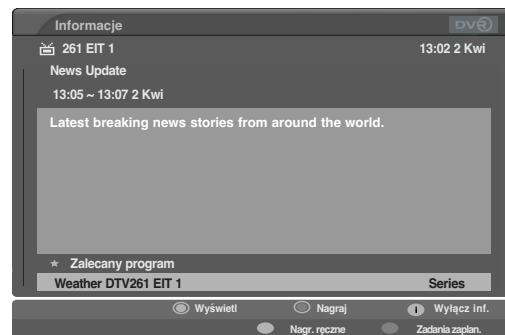 Informacje DVR
261 EIT 1 13:02 2 Kwi
News Update
13:05 ~ 13:07 2 Kwi
Latest breaking news stories from around the world.
Zalecany program
Weather DTV261 EIT 1 Series
Wyświetl Nagraj i Wyłącz inf.
Nagr. ręczne Zadania zaplan.